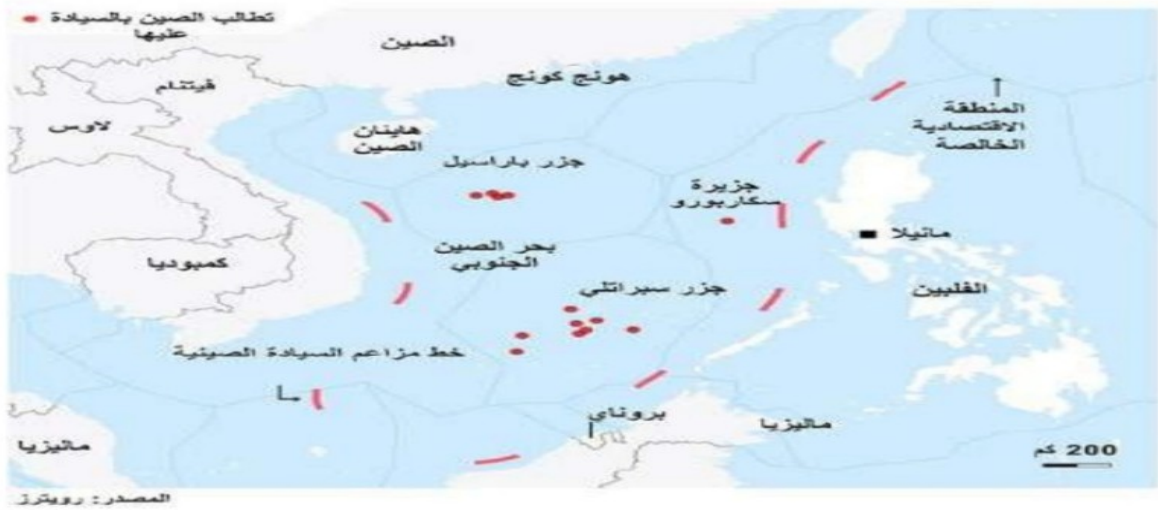 تطالب الصين بالسيادة
عليها
الصين
هونج كونج
فيتنام
المنطقة
الاقتصادية
الخالصة
لاوس
هاينان
الصين
جزر باراسيل
جزيرة
سكاربورو
مانيلا
بحر الصين
الجنوبي
كمبوديا
جزر سبراتلي
الفلبين
خط مزاعم السيادة الصينية
بروناي
ماليزيا
ماليزيا
200 كم
المصدر: رويترز